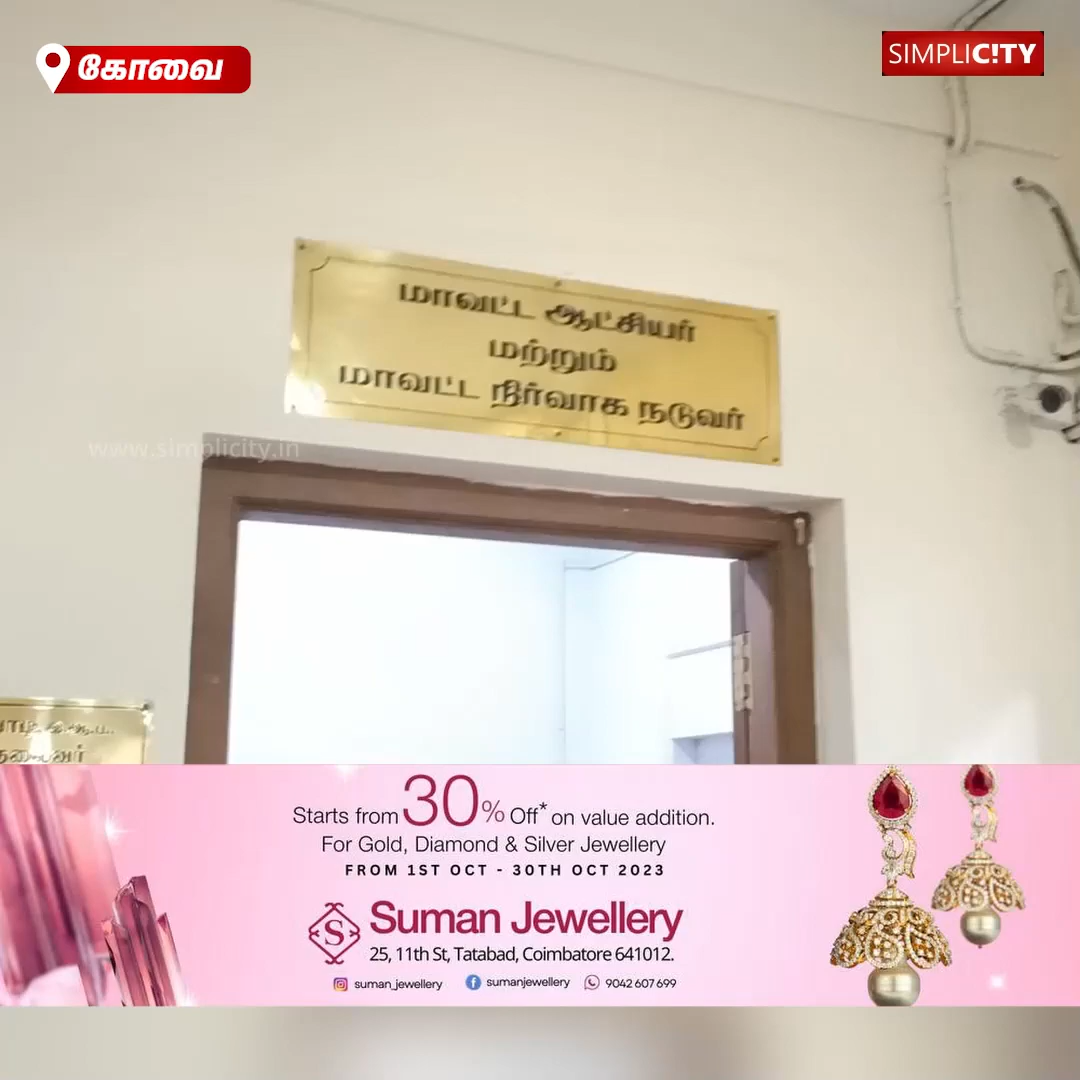 கோவை
SIMPLIC!TY
மாவட்ட ஆட்சியர்
மற்றும்
மாவட்ட நிர்வாக நடுவர்
www.simplicity.in
Starts from 30% Off* on value addition.
For Gold, Diamond & Silver Jewellery
FROM 1ST OCT - 30TH OCT 2023
S
Suman Jewellery
25, 11th St, Tatabad, Coimbatore 641012.
suman_jewellery sumanjewellery 9042 607 699